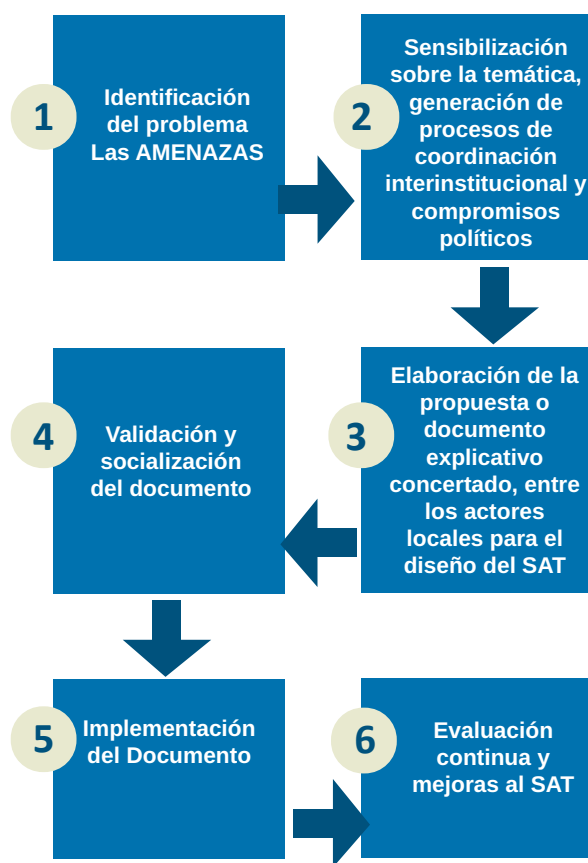 1
Identificación
del problema
Las AMENAZAS
2
Sensibilización
sobre la temática,
generación de
procesos de
coordinación
interinstitucional y
compromisos
políticos
3
Elaboración de la
propuesta o
documento
explicativo
concertado, entre
los actores
locales para el
diseño del SAT
4
Validación y
socialización
del documento
5
Implementación
del Documento
6
Evaluación
continua y
mejoras al SAT